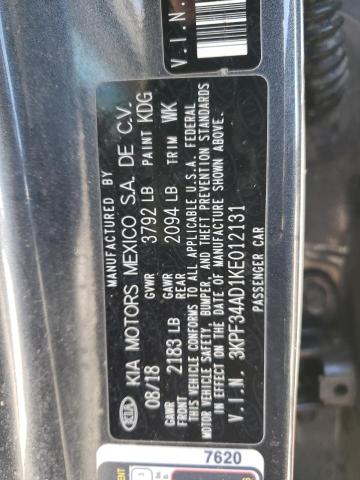 V.I.N.
MANUFACTURED BY
KIA KIA MOTORS MEXICO S.A. DE C.V.
08/18 GVWR 3792 LB PAINT KDG
GAWR FRONT 2183 LB GAWR REAR 2094 LB TRIM WK
THIS VEHICLE CONFORMS TO ALL APPLICABLE U.S.A. FEDERAL
MOTOR VEHICLE SAFETY, BUMPER, AND THEFT PREVENTION STANDARDS
IN EFFECT ON THE DATE OF MANUFACTURE SHOWN ABOVE.
V.I.N. 3KPF34AD1KE012131
PASSENGER CAR
7620